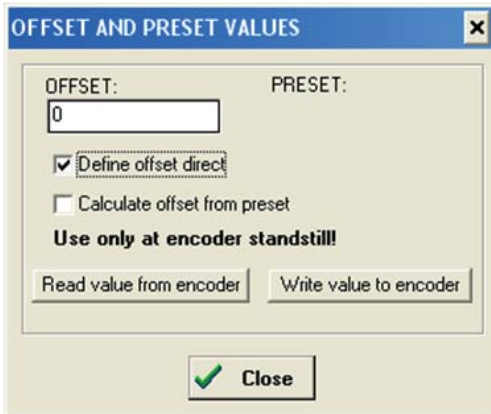 OFFSET AND PRESET VALUES
OFFSET: PRESET:
0
Define offset direct
Calculate offset from preset
Use only at encoder standstill!
Read value from encoder Write value to encoder
Close